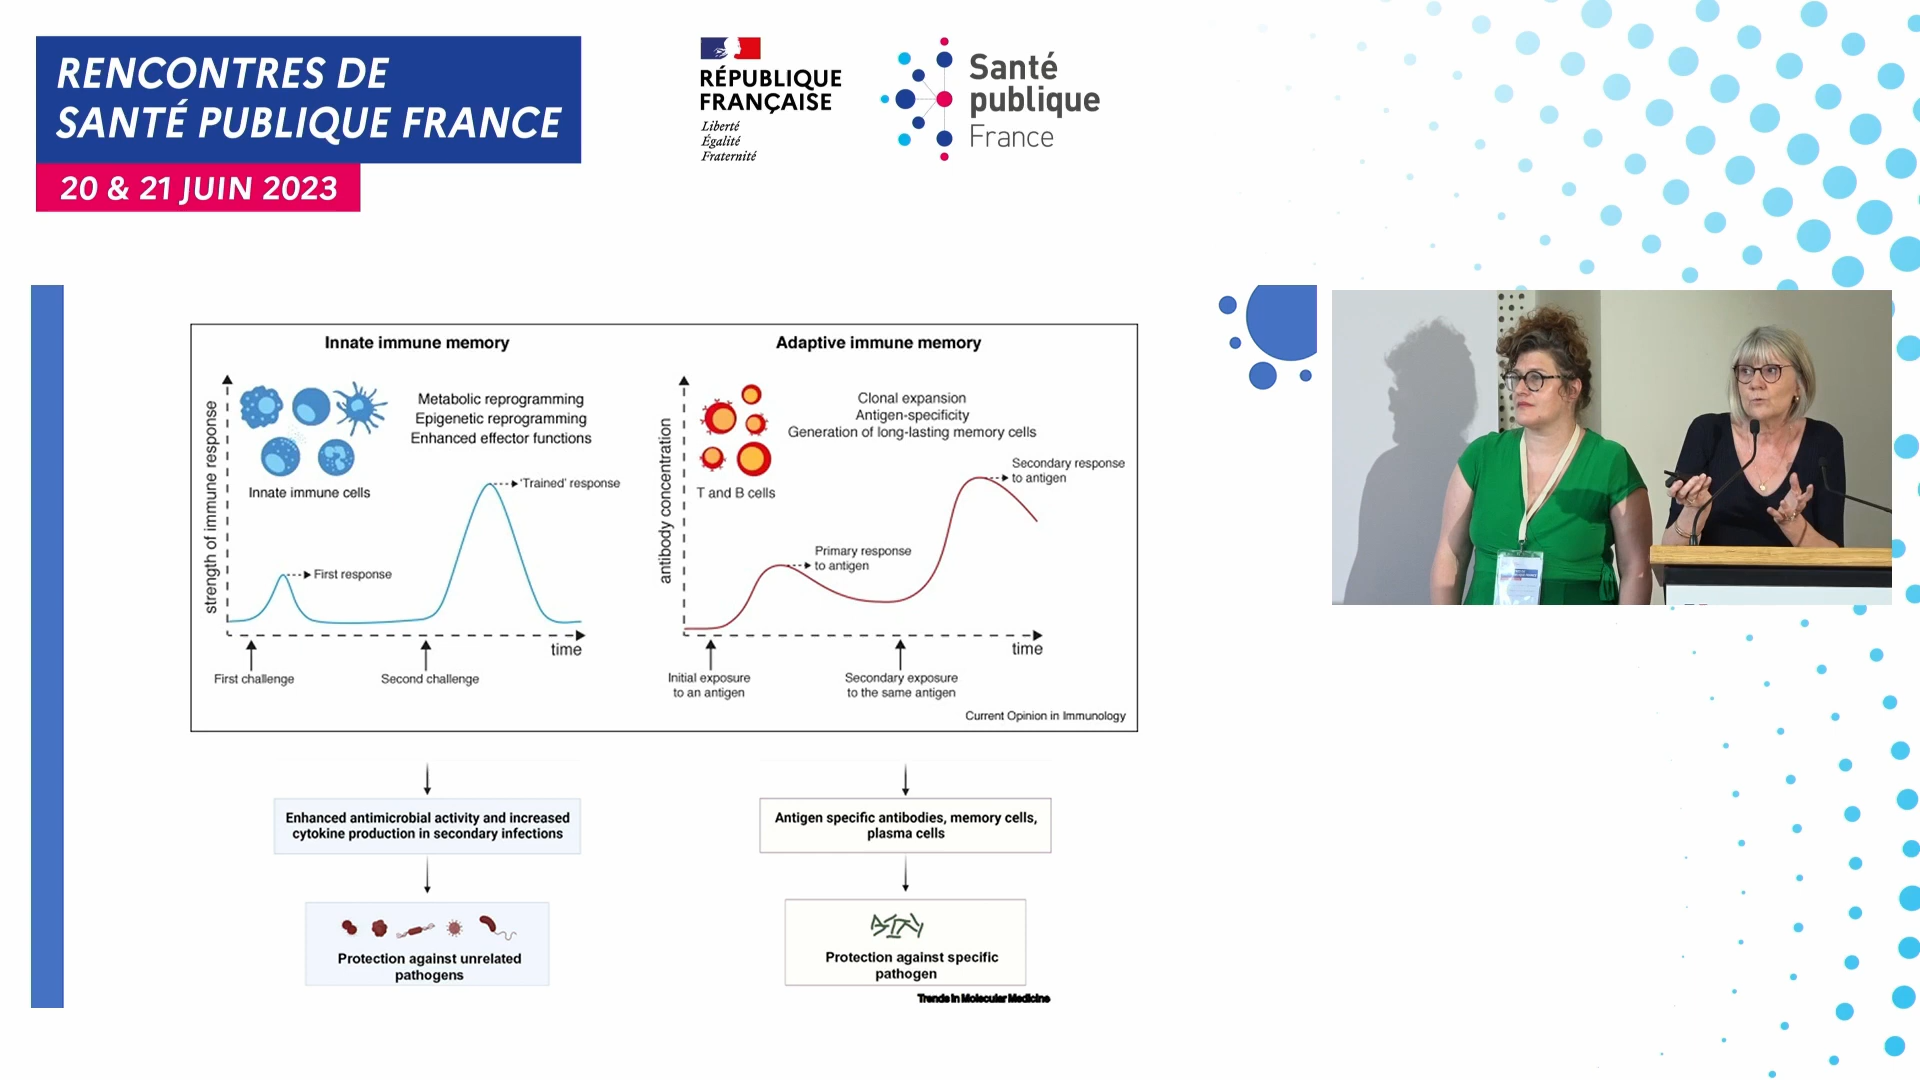 RENCONTRES DE
SANTÉ PUBLIQUE FRANCE
20 & 21 JUIN 2023
RÉPUBLIQUE
FRANÇAISE
Liberté
Égalité
Fraternité
Santé
publique
France
Innate immune memory
strength of immune response
Metabolic reprogramming
Epigenetic reprogramming
Enhanced effector functions
Innate immune cells
'Trained' response
First response
time
First challenge
Second challenge
Adaptive immune memory
antibody concentration
Clonal expansion
Antigen-specificity
Generation of long-lasting memory cells
T and B cells
Secondary response
to antigen
Primary response
to antigen
time
Initial exposure
to an antigen
Secondary exposure
to the same antigen
Current Opinion in Immunology
Enhanced antimicrobial activity and increased
cytokine production in secondary infections
Protection against unrelated
pathogens
Antigen specific antibodies, memory cells,
plasma cells
Protection against specific
pathogen
Trends in Molecular Medicine